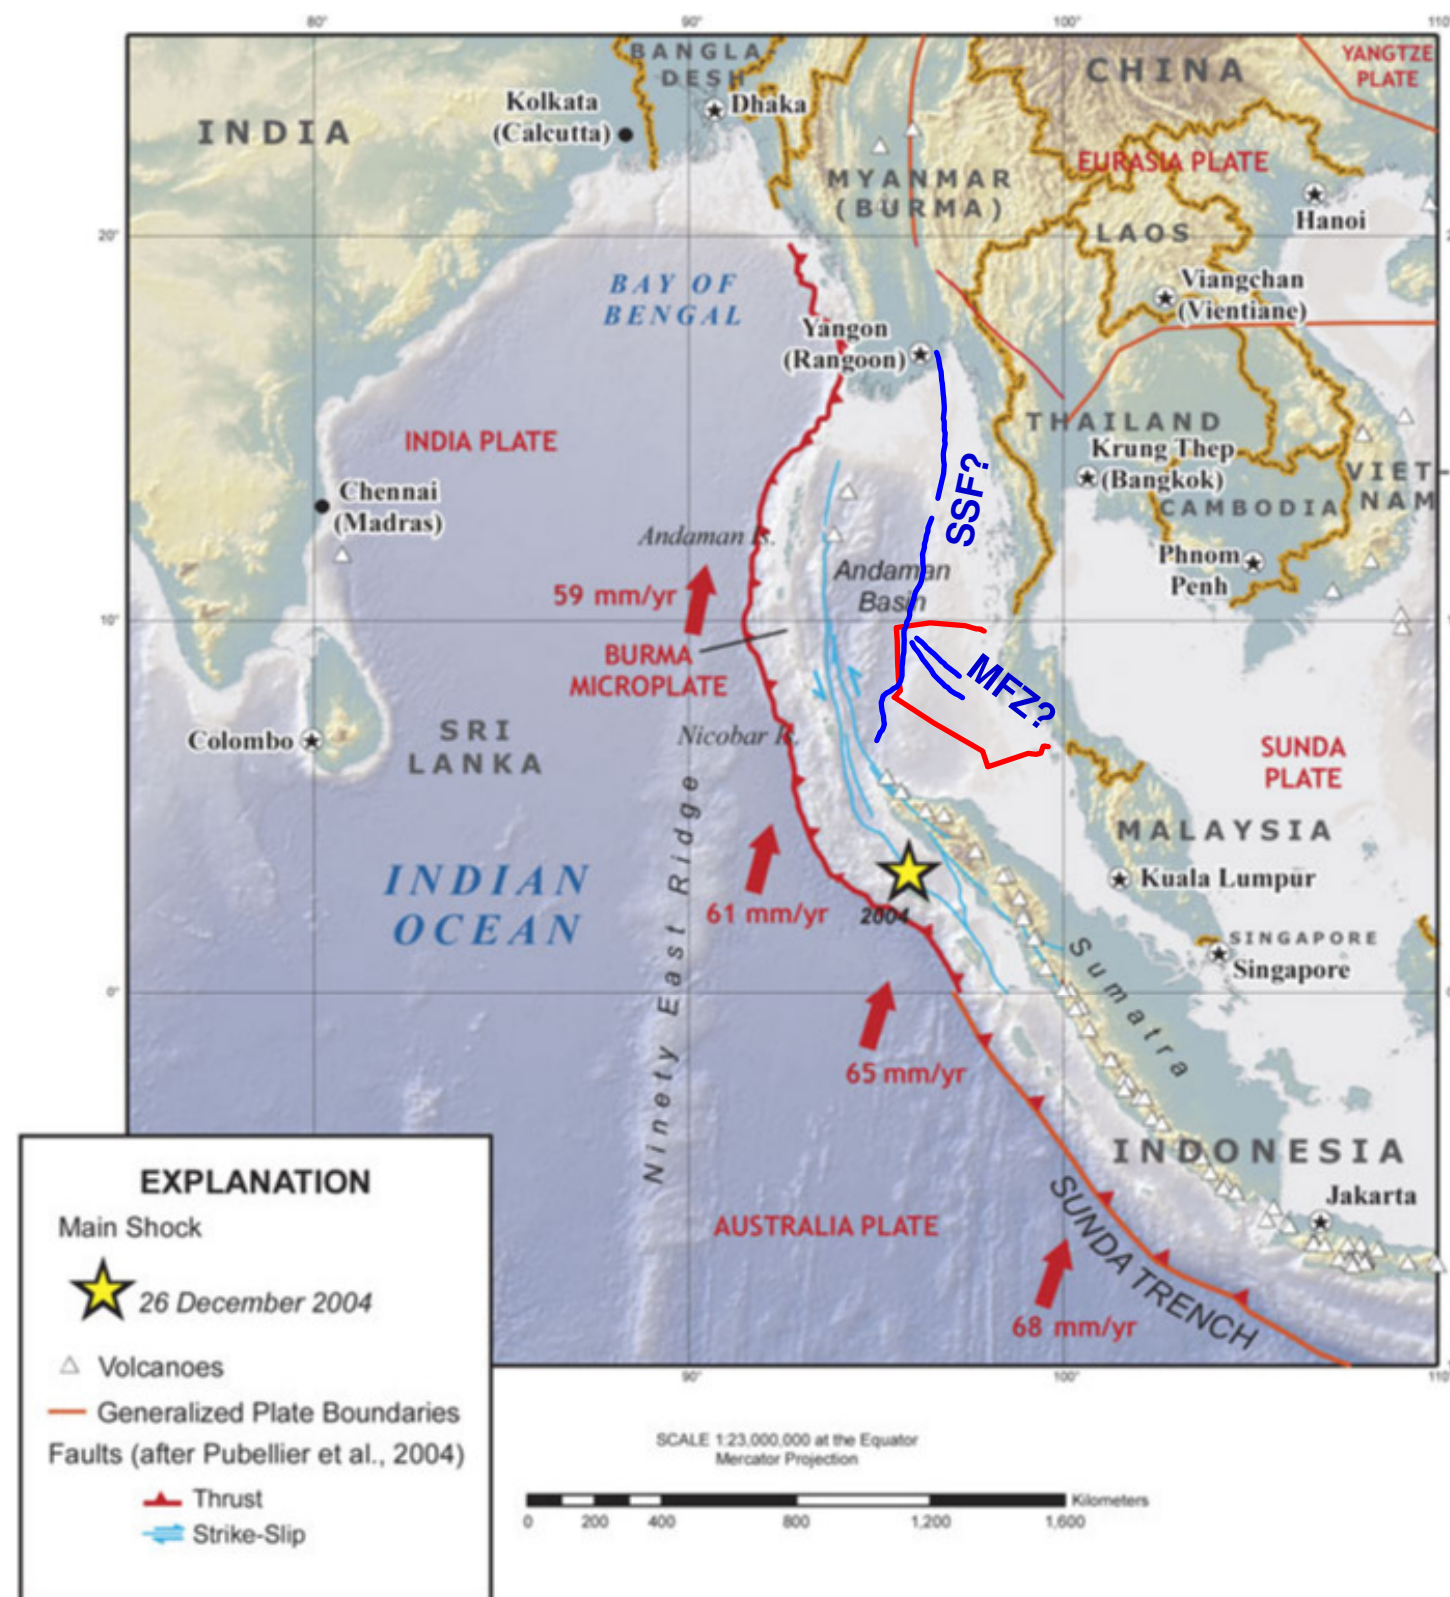 80°
90°
100°
110°
BANGLA-
DESH
CHINA
YANGTZE
PLATE
Kolkata
(Calcutta)
Dhaka
INDIA
EURASIA PLATE
MYANMAR
(BURMA)
Hanoi
LAOS
20°
BAY OF
BENGAL
Viangchan
(Vientiane)
Yangon
(Rangoon)
THAILAND
INDIA PLATE
Krung Thep
(Bangkok)
VIET
NAM
SSF?
Chennai
(Madras)
CAMBODIA
Andaman Is.
Phnom
Penh
Andaman
Basin
59 mm/yr
10°
BURMA
MICROPLATE
MFZ?
Nicobar Is.
Colombo
SRI
LANKA
SUNDA
PLATE
MALAYSIA
Ninety East Ridge
INDIAN
OCEAN
Kuala Lumpur
61 mm/yr
2004
SINGAPORE
Singapore
Sumatra
0°
65 mm/yr
INDONESIA
Jakarta
AUSTRALIA PLATE
SUNDA TRENCH
68 mm/yr
90°
100°
110°
EXPLANATION
Main Shock
26 December 2004
Volcanoes
Generalized Plate Boundaries
Faults (after Pubellier et al., 2004)
Thrust
Strike-Slip
SCALE 1:23,000,000 at the Equator
Mercator Projection
Kilometers
0 200 400 800 1,200 1,600